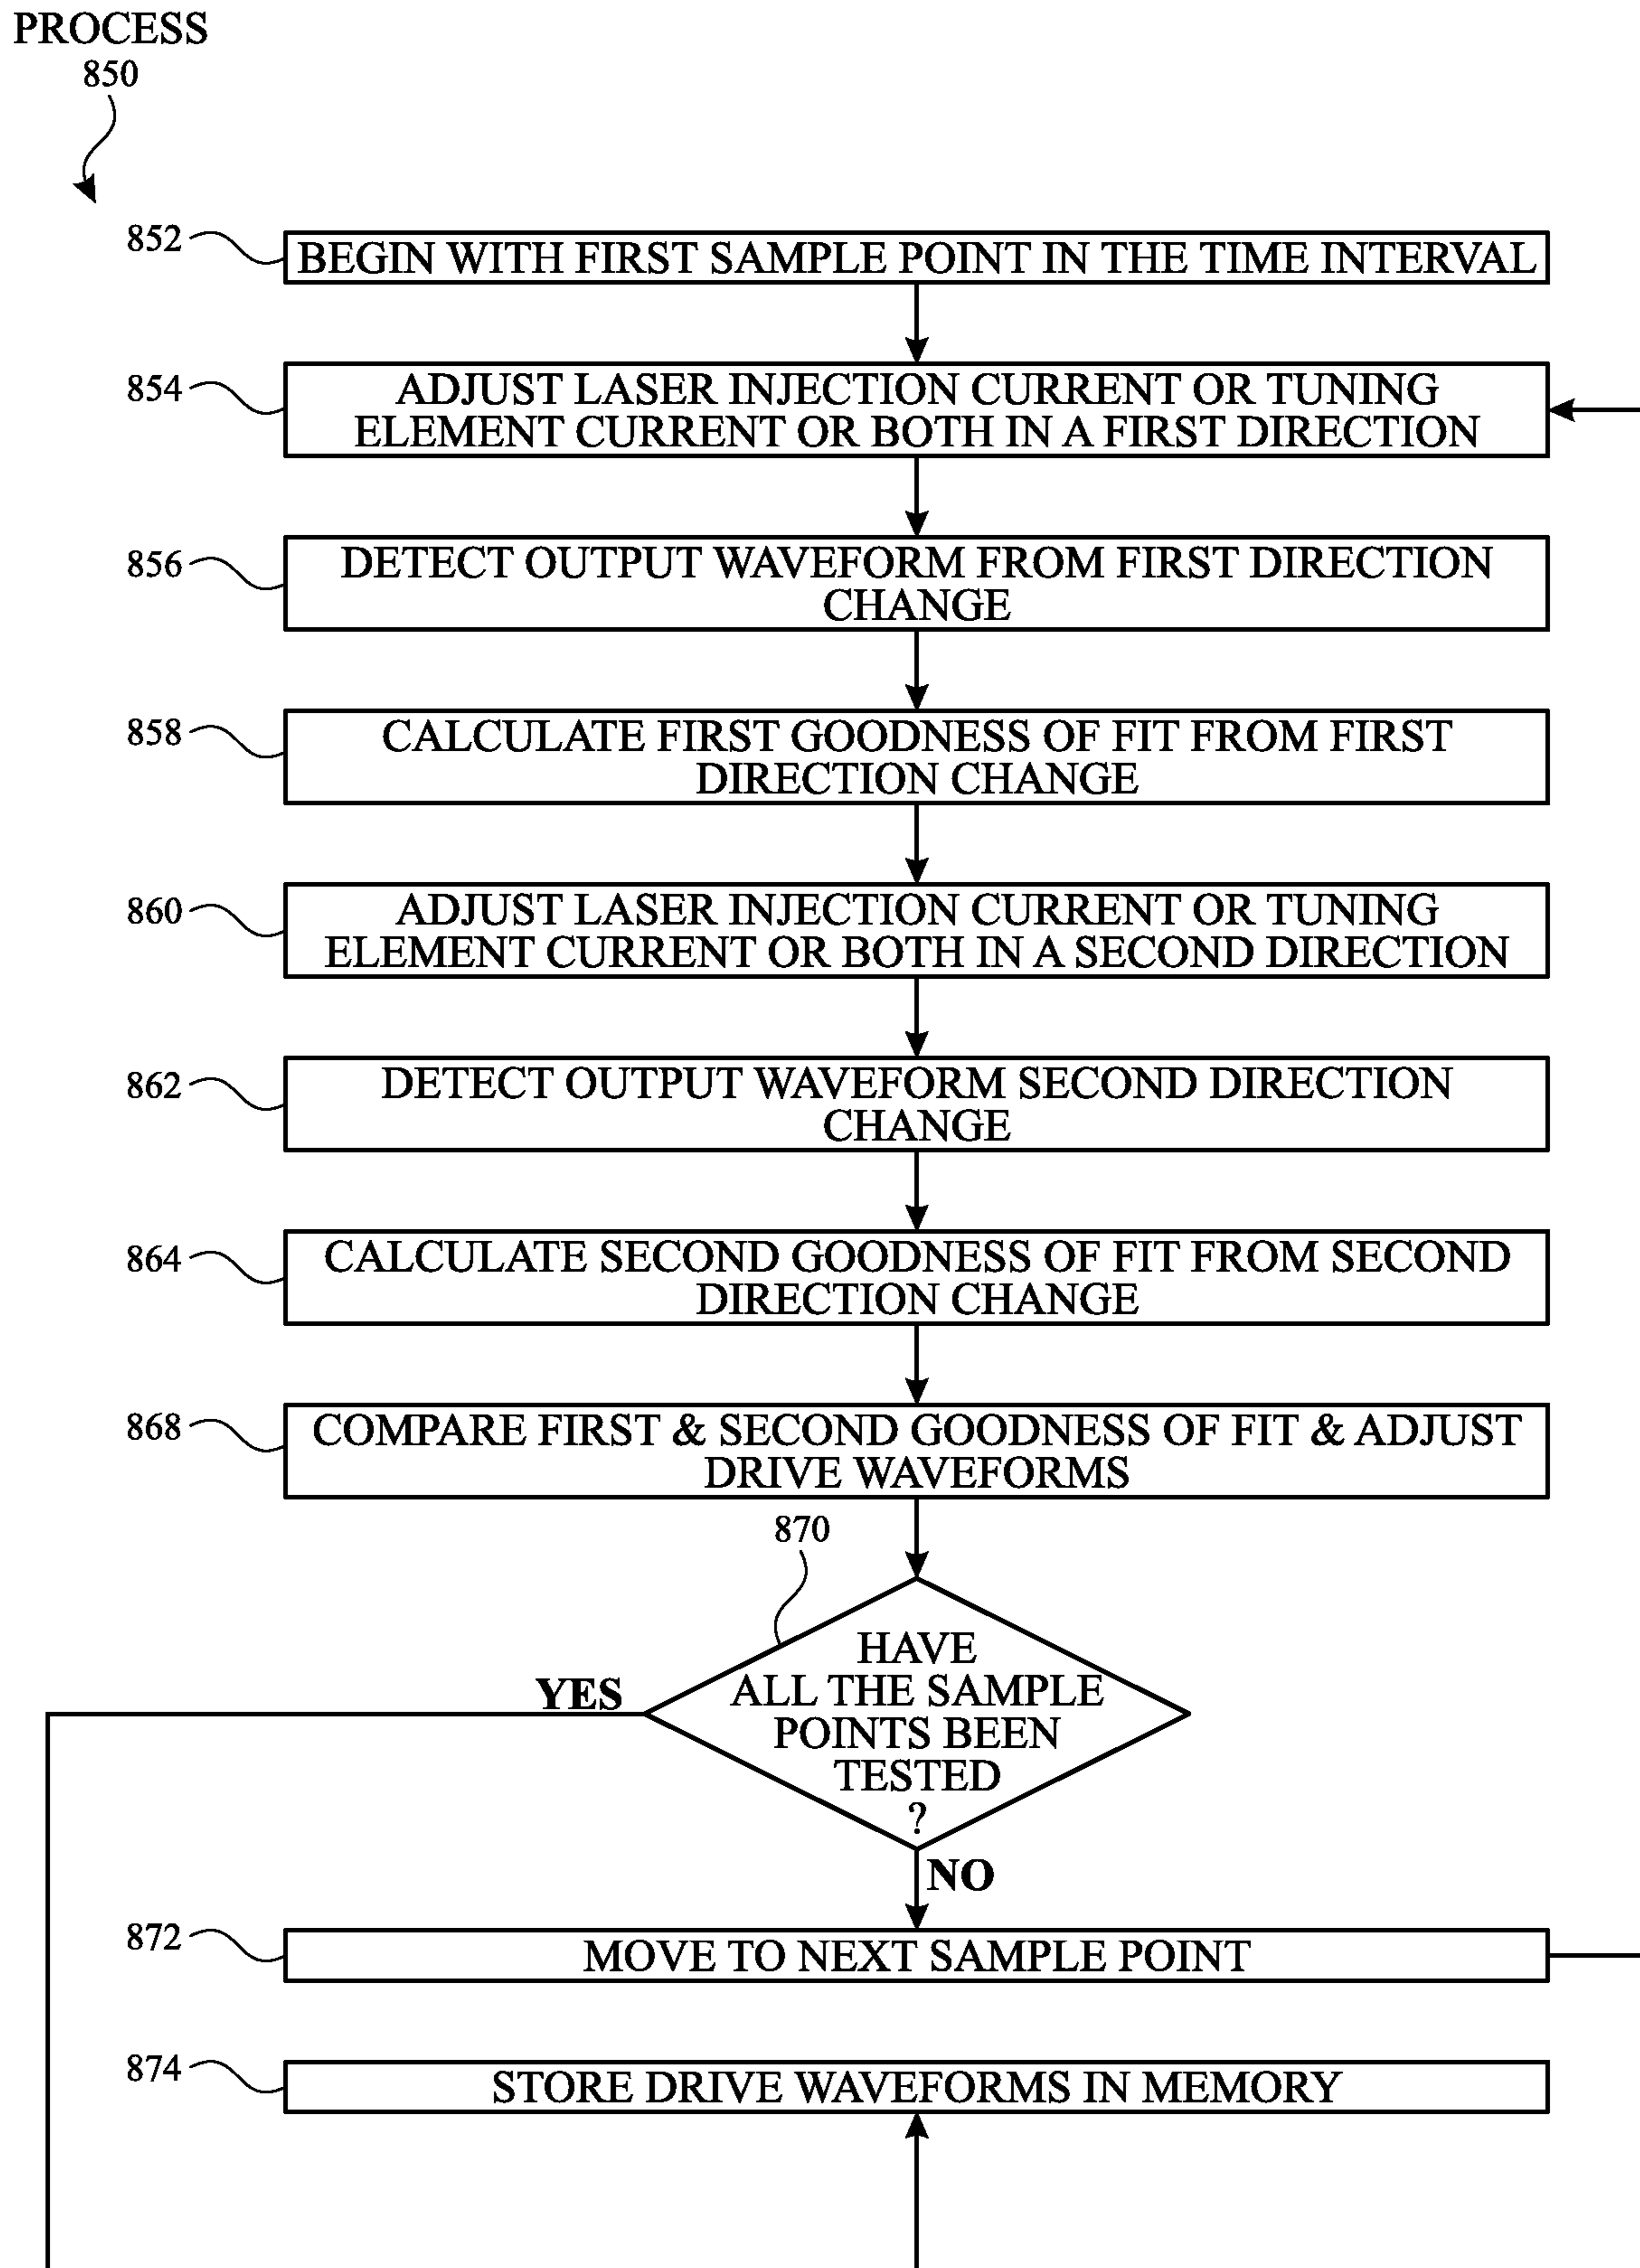 PROCESS
850
852
BEGIN WITH FIRST SAMPLE POINT IN THE TIME INTERVAL
854
ADJUST LASER INJECTION CURRENT OR TUNING
ELEMENT CURRENT OR BOTH IN A FIRST DIRECTION
856
DETECT OUTPUT WAVEFORM FROM FIRST DIRECTION
CHANGE
858
CALCULATE FIRST GOODNESS OF FIT FROM FIRST
DIRECTION CHANGE
860
ADJUST LASER INJECTION CURRENT OR TUNING
ELEMENT CURRENT OR BOTH IN A SECOND DIRECTION
862
DETECT OUTPUT WAVEFORM SECOND DIRECTION
CHANGE
864
CALCULATE SECOND GOODNESS OF FIT FROM SECOND
DIRECTION CHANGE
868
COMPARE FIRST & SECOND GOODNESS OF FIT & ADJUST
DRIVE WAVEFORMS
870
HAVE
ALL THE SAMPLE
POINTS BEEN
TESTED
?
YES
NO
872
MOVE TO NEXT SAMPLE POINT
874
STORE DRIVE WAVEFORMS IN MEMORY